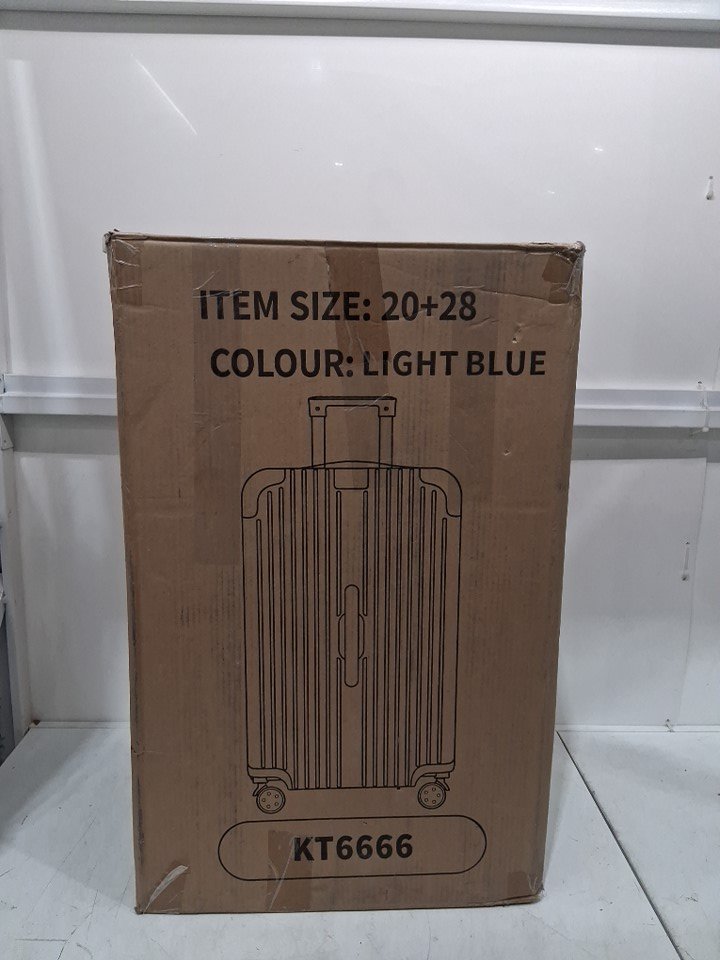 ITEM SIZE: 20+28
COLOUR: LIGHT BLUE
KT6666